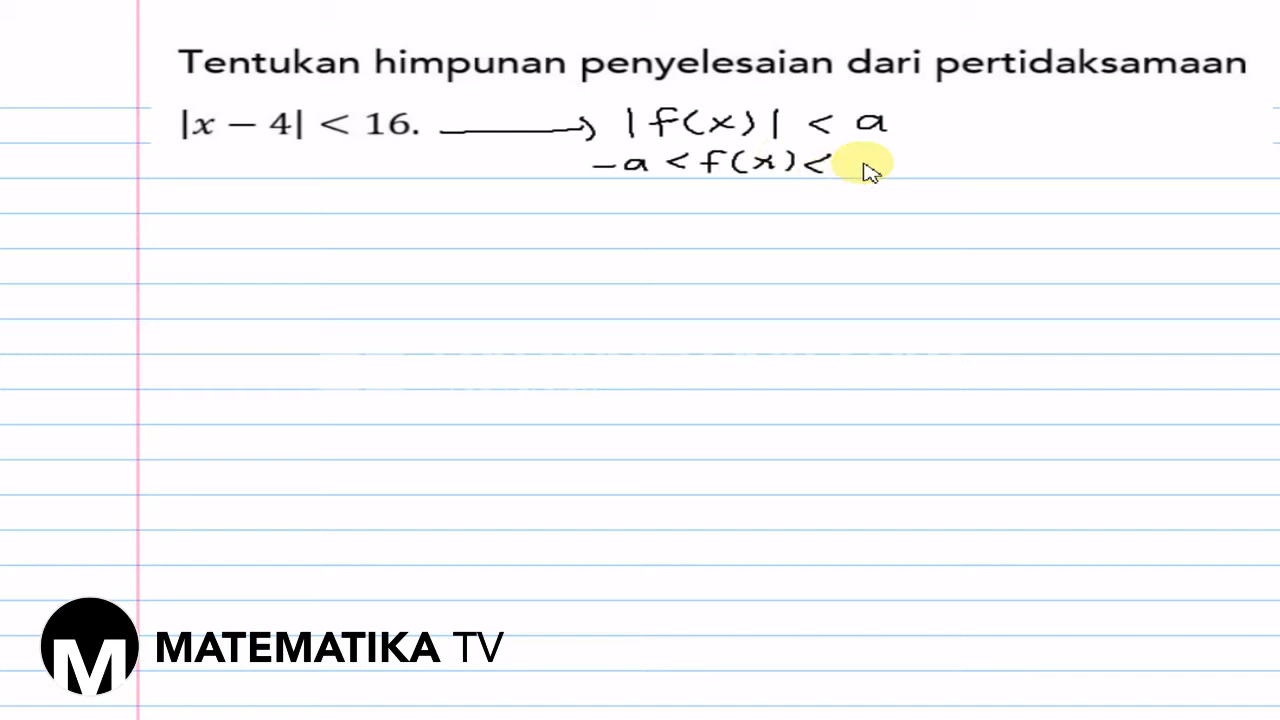 Tentukan himpunan penyelesaian dari pertidaksamaan
|x − 4| < 16. ⟶ |f(x)| < a
−a < f(x) <
M MATEMATIKA TV